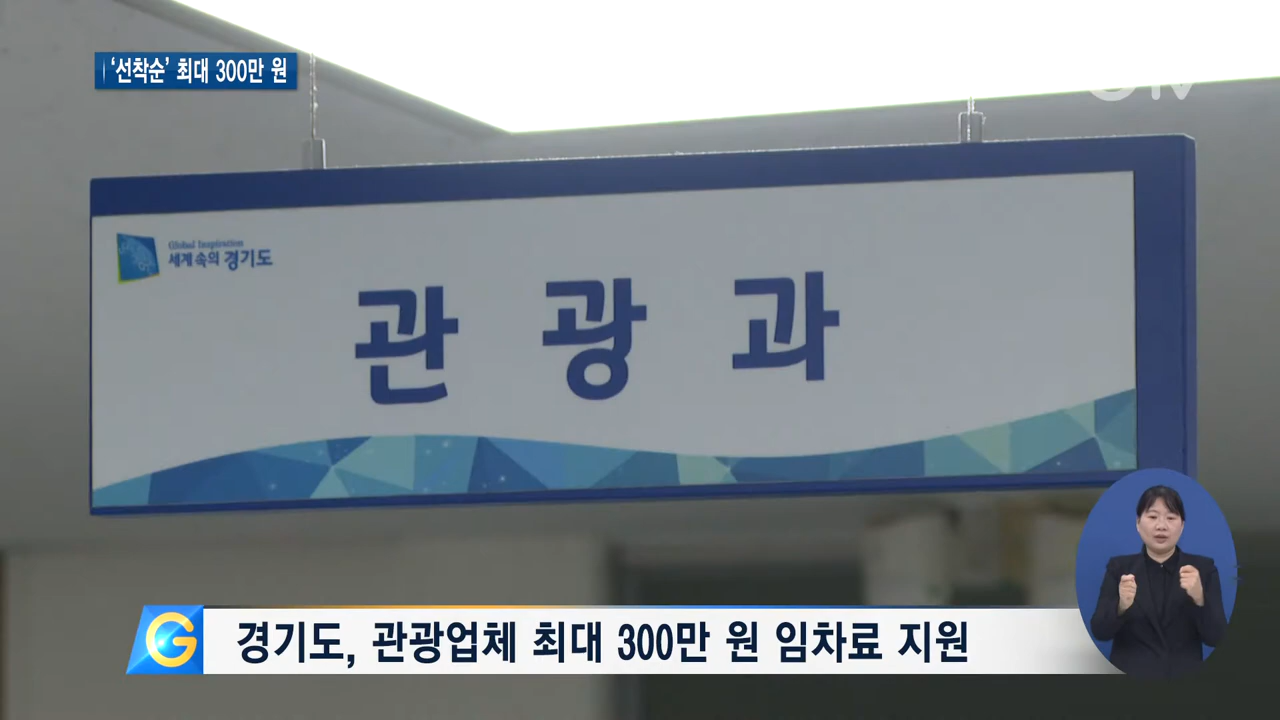 ‘선착순’ 최대 300만 원
Global Inspiration
세계 속의 경기도
관광과
G
경기도, 관광업체 최대 300만 원 임차료 지원